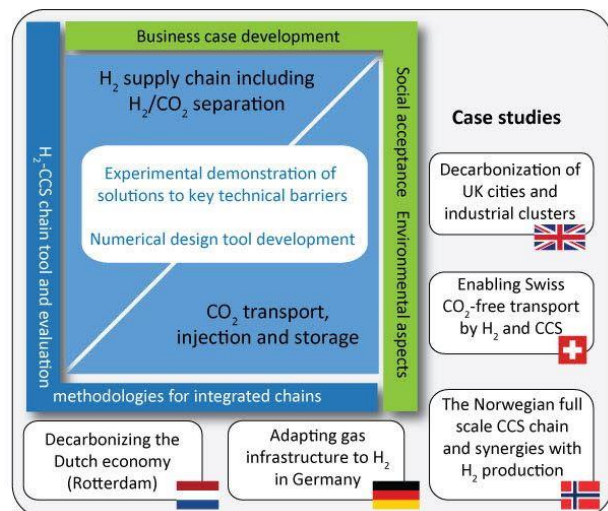 Business case development
H₂ supply chain including
H₂/CO₂ separation
Experimental demonstration of
solutions to key technical barriers
Numerical design tool development
CO₂ transport,
injection and storage
H₂-CCS chain tool and evaluation
methodologies for integrated chains
Social acceptance Environmental aspects
Case studies
Decarbonization of
UK cities and
industrial clusters
Enabling Swiss
CO₂-free transport
by H₂ and CCS
The Norwegian full
scale CCS chain
and synergies with
H₂ production
Decarbonizing the
Dutch economy
(Rotterdam)
Adapting gas
infrastructure to H₂
in Germany